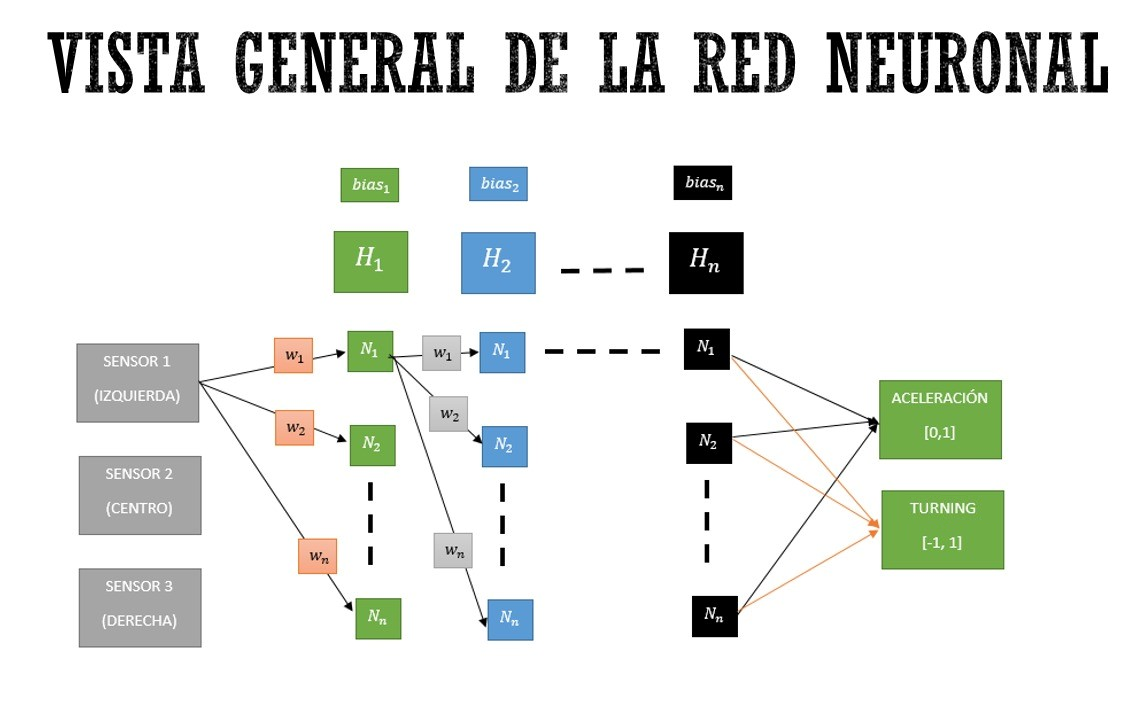 VISTA GENERAL DE LA RED NEURONAL
bias₁
bias₂
biasₙ
H₁
H₂
Hₙ
SENSOR 1
(IZQUIERDA)
SENSOR 2
(CENTRO)
SENSOR 3
(DERECHA)
w₁
w₂
wₙ
N₁
N₂
Nₙ
w₁
w₂
wₙ
N₁
N₂
Nₙ
N₁
N₂
Nₙ
ACELERACIÓN
[0,1]
TURNING
[-1, 1]